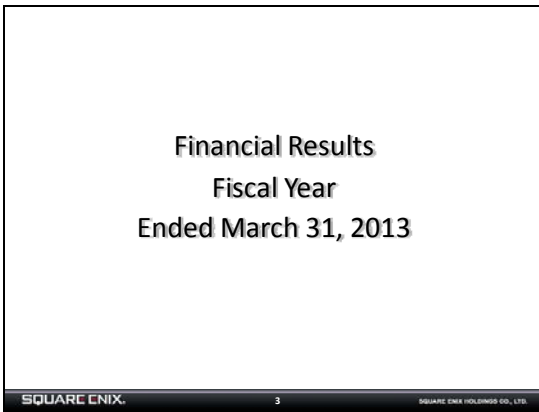 Financial Results
Fiscal Year
Ended March 31, 2013
SQUARE ENIX.
3
SQUARE ENIX HOLDINGS CO., LTD.